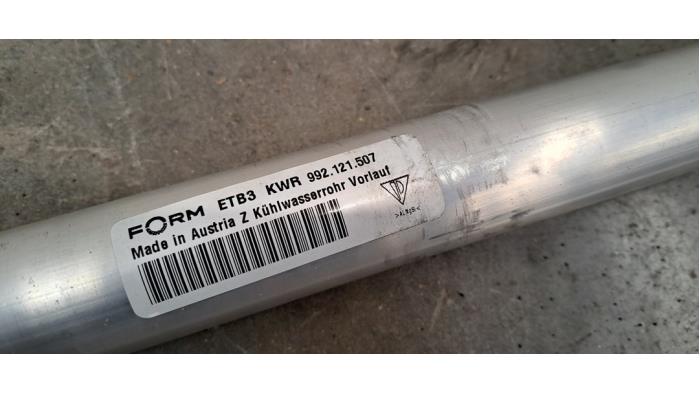 FORM ETB3 KWR 992.121.507
Made in Austria Z Kühlwasserrohr Vorlauf